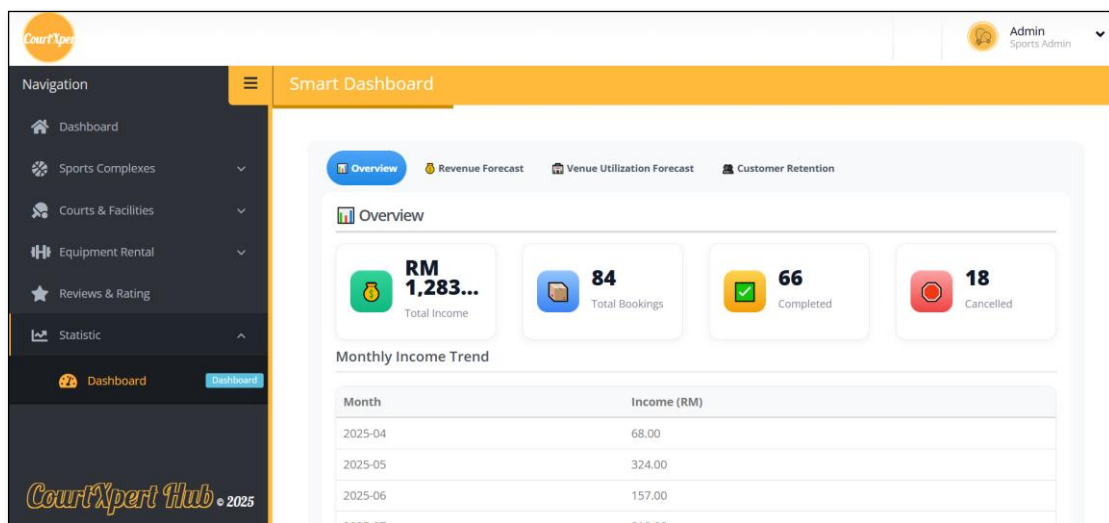 CourtXper
Admin
Sports Admin
Navigation
Smart Dashboard
Dashboard
Sports Complexes
Courts & Facilities
Equipment Rental
Reviews & Rating
Statistic
Dashboard
Dashboard
CourtXpert Hub © 2025
Overview
Revenue Forecast
Venue Utilization Forecast
Customer Retention
Overview
RM
1,283...
Total Income
84
Total Bookings
66
Completed
18
Cancelled
Monthly Income Trend
Month Income (RM)
2025-04 68.00
2025-05 324.00
2025-06 157.00